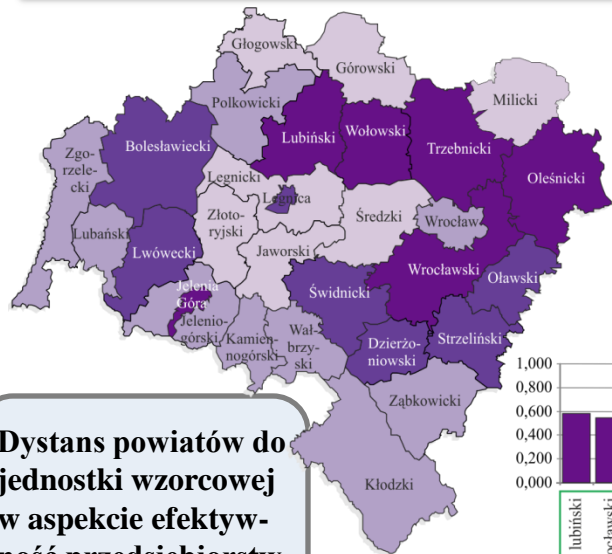 Głogowski
Górowski
Milicki
Polkowicki
Lubiński
Wołowski
Trzebnicki
Bolesławiecki
Oleśnicki
Zgo-
rzele-
cki
Legnicki
Legnica
Złoto-
ryjski
Średzki
Wrocław
Lubański
Lwówecki
Jaworski
Wrocławski
Oławski
Jelenia
Góra
Świdnicki
Jelenio-
górski
Kamien-
nogórski
Wał-
brzy-
ski
Dzierżo-
niowski
Strzeliński
Ząbkowicki
Kłodzki
Dystans powiatów do
jednostki wzorcowej
w aspekcie efektyw-
ność przedsiębiorstw
1,000
0,800
0,600
0,400
0,200
0,000
lubiński